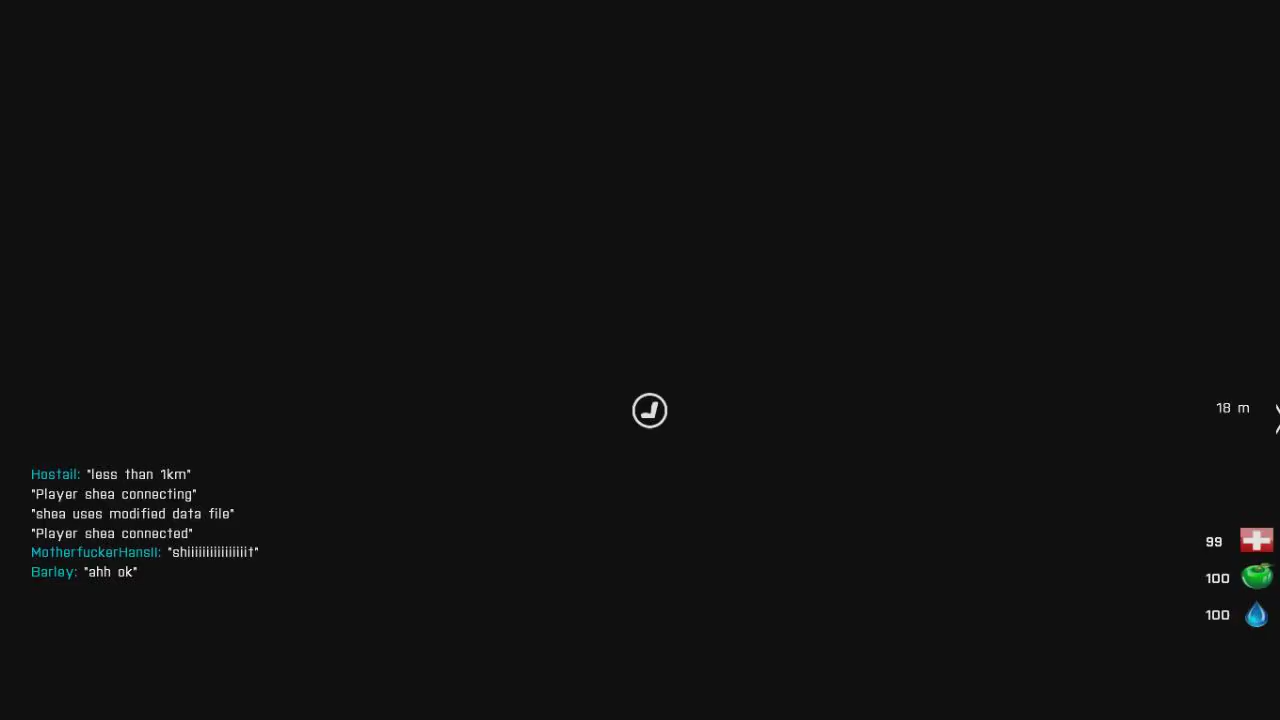 18 m
Hostail: "less than 1km"
"Player shea connecting"
"shea uses modified data file"
"Player shea connected"
MotherfuckerHansII: "shiiiiiiiiiiiiiiit"
Barley: "ahh ok"
99
100
100